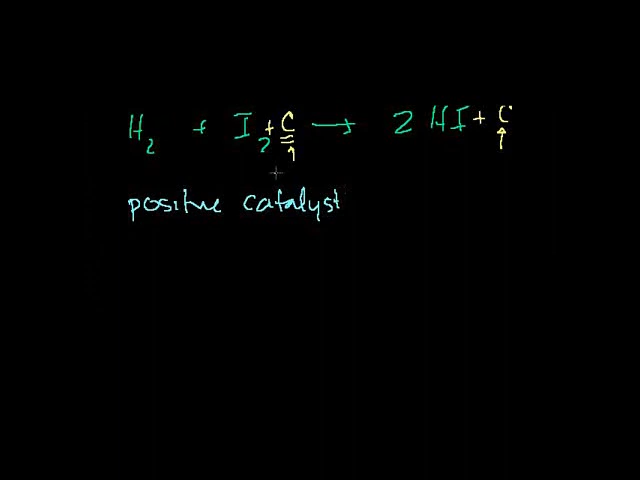 H₂ + I₂ + C → 2 HI + C
positive catalyst